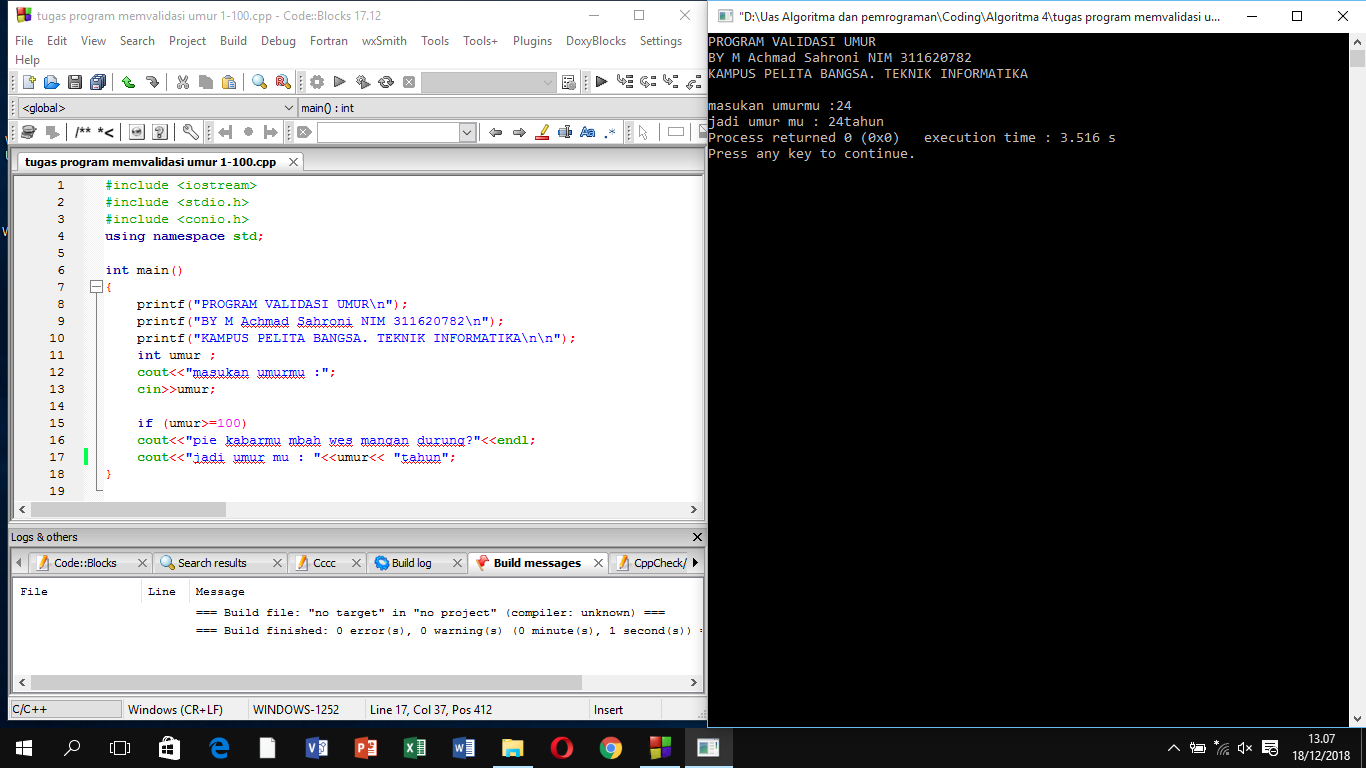 tugas program memvalidasi umur 1-100.cpp - Code::Blocks 17.12
File Edit View Search Project Build Debug Fortran wxSmith Tools Tools+ Plugins DoxyBlocks Settings
Help
<global> main() : int
/** *< Aa .*
tugas program memvalidasi umur 1-100.cpp
1 #include <iostream>
2 #include <stdio.h>
3 #include <conio.h>
4 using namespace std;
5
6 int main()
7 {
8 printf("PROGRAM VALIDASI UMUR\n");
9 printf("BY M Achmad Sahroni NIM 311620782\n");
10 printf("KAMPUS PELITA BANGSA. TEKNIK INFORMATIKA\n\n");
11 int umur ;
12 cout<<"masukan umurmu :";
13 cin>>umur;
14
15 if (umur>=100)
16 cout<<"pie kabarmu mbah wes mangan durung?"<<endl;
17 cout<<"jadi umur mu : "<<umur<< "tahun";
18 }
19
Logs & others
Code::Blocks Search results Cccc Build log Build messages CppCheck/
File Line Message
=== Build file: "no target" in "no project" (compiler: unknown) ===
=== Build finished: 0 error(s), 0 warning(s) (0 minute(s), 1 second(s)) =
C/C++ Windows (CR+LF) WINDOWS-1252 Line 17, Col 37, Pos 412 Insert
"D:\Uas Algoritma dan pemrograman\Coding\Algoritma 4\tugas program memvalidasi u...
PROGRAM VALIDASI UMUR
BY M Achmad Sahroni NIM 311620782
KAMPUS PELITA BANGSA. TEKNIK INFORMATIKA
masukan umurmu :24
jadi umur mu : 24tahun
Process returned 0 (0x0) execution time : 3.516 s
Press any key to continue.
13.07
18/12/2018